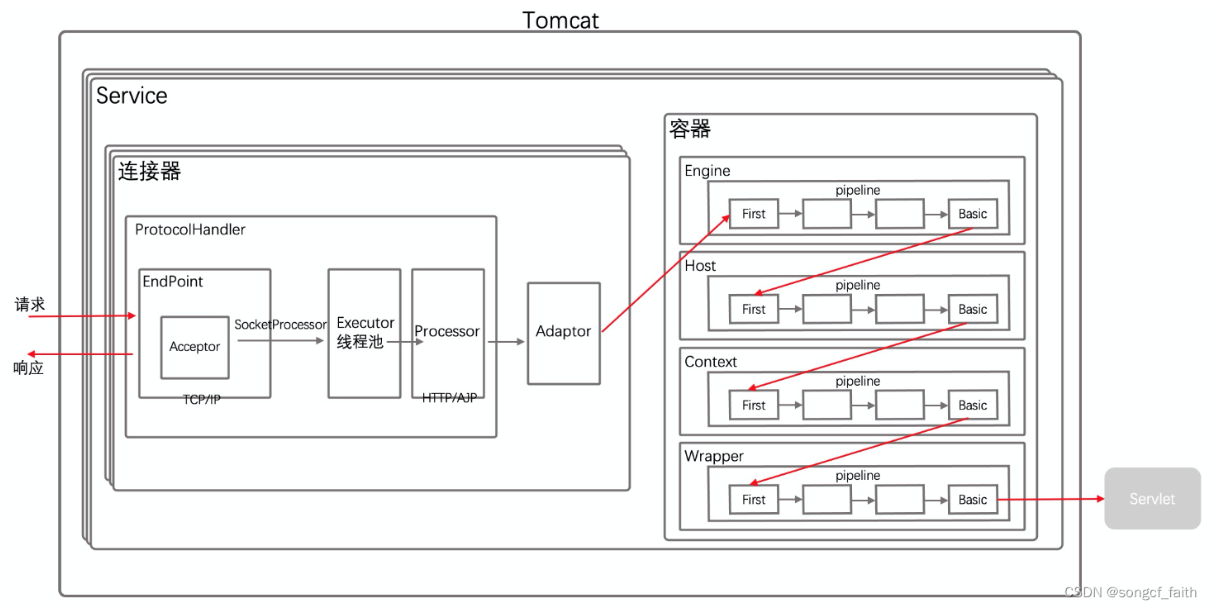 Tomcat
Service
连接器
ProtocolHandler
EndPoint
请求
响应
Acceptor
TCP/IP
SocketProcessor
Executor
线程池
Processor
HTTP/AJP
Adaptor
容器
Engine
pipeline
First
Basic
Host
pipeline
First
Basic
Context
pipeline
First
Basic
Wrapper
pipeline
First
Basic
Servlet
CSDN @songcf_faith